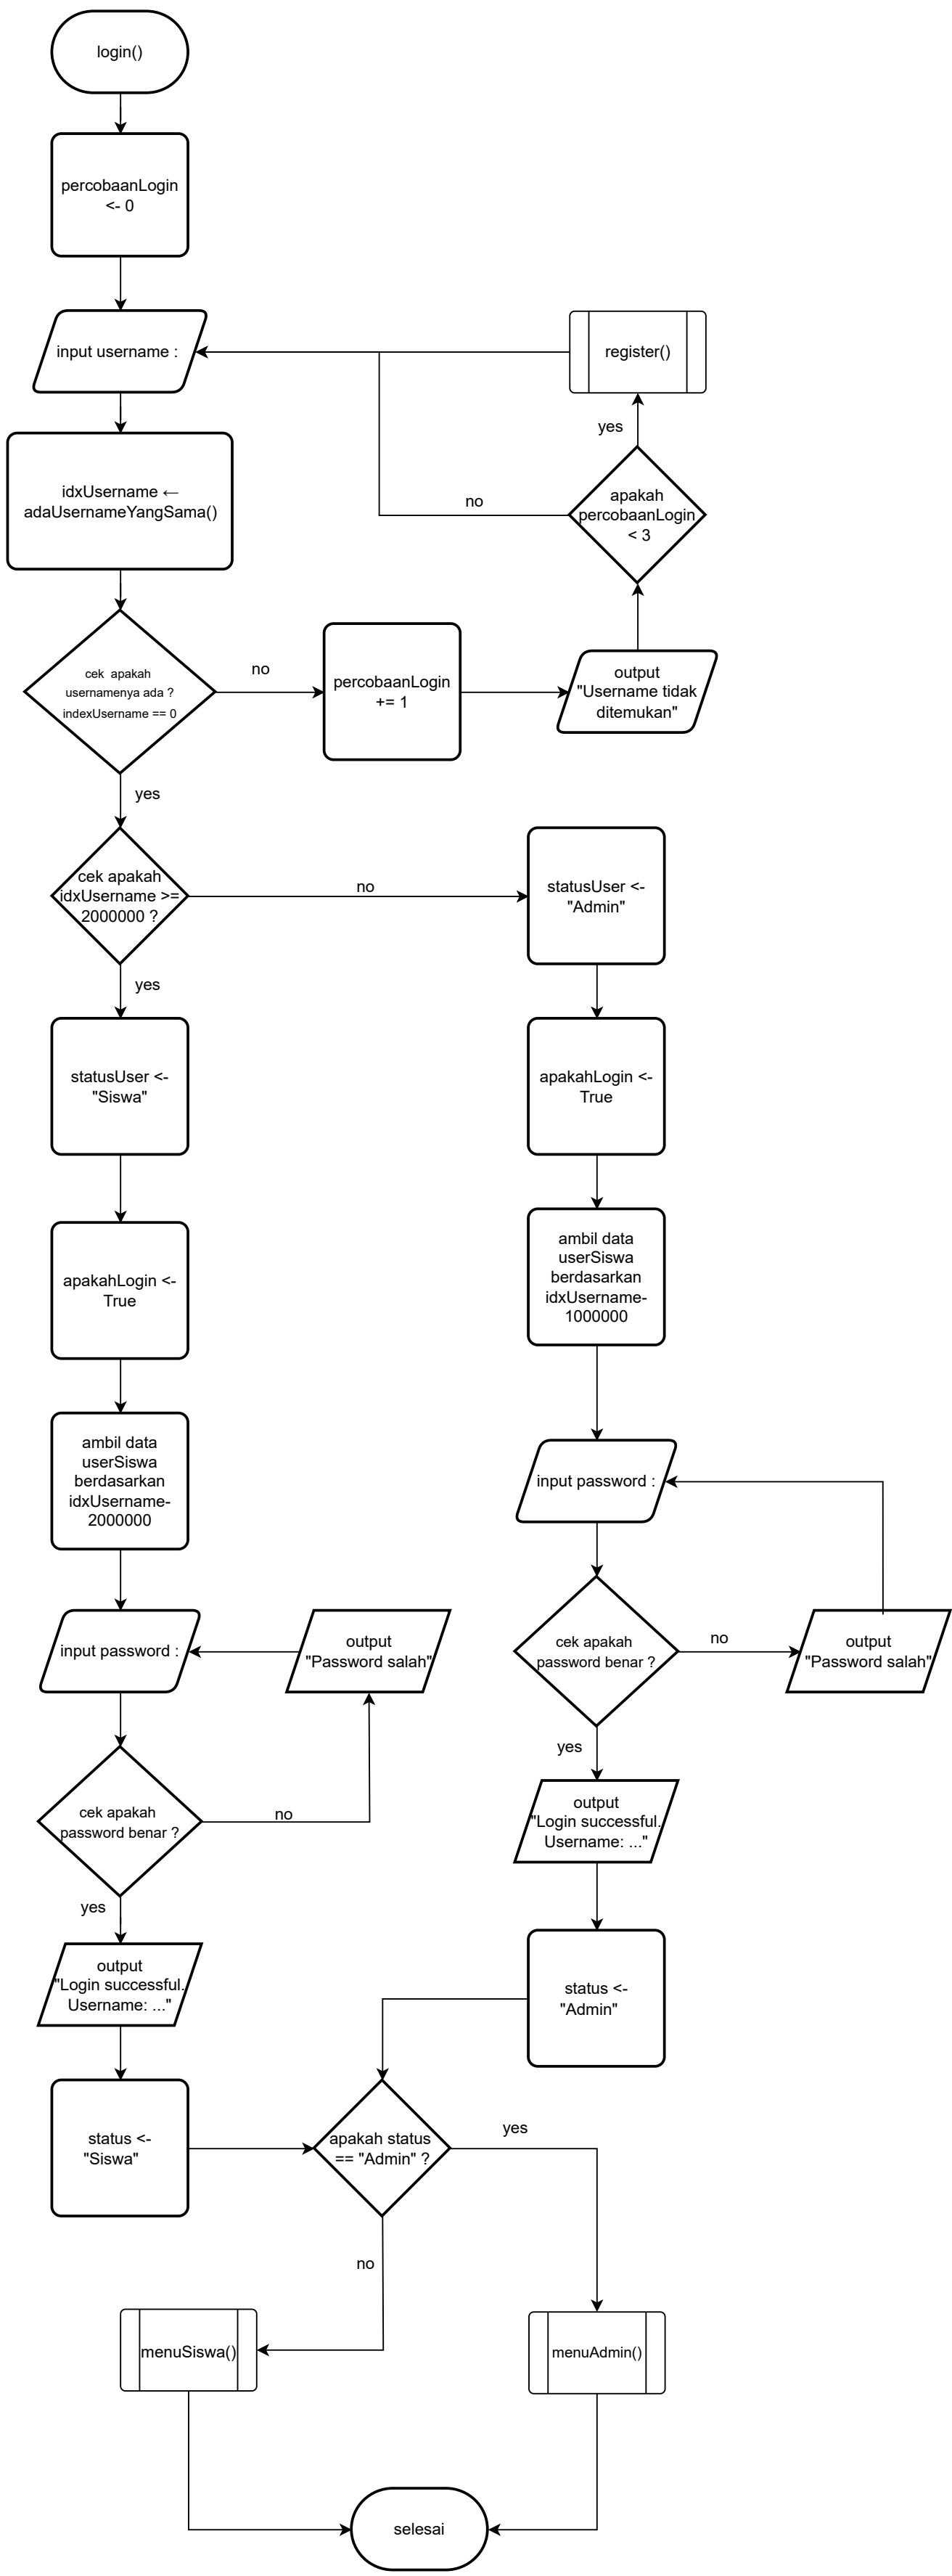 login()
percobaanLogin
<- 0
input username :
register()
yes
idxUsername ←
adaUsernameYangSama()
no
apakah
percobaanLogin
< 3
cek apakah
usernamenya ada ?
indexUsername == 0
no
percobaanLogin
+= 1
output
"Username tidak
ditemukan"
yes
cek apakah
idxUsername >=
2000000 ?
no
statusUser <-
"Admin"
yes
statusUser <-
"Siswa"
apakahLogin <-
True
apakahLogin <-
True
ambil data
userSiswa
berdasarkan
idxUsername-
1000000
ambil data
userSiswa
berdasarkan
idxUsername-
2000000
input password :
input password :
output
"Password salah"
cek apakah
password benar ?
no
output
"Password salah"
yes
cek apakah
password benar ?
no
output
"Login successful.
Username: ..."
yes
output
"Login successful.
Username: ..."
status <-
"Admin"
status <-
"Siswa"
apakah status
== "Admin" ?
yes
no
menuSiswa()
menuAdmin()
selesai